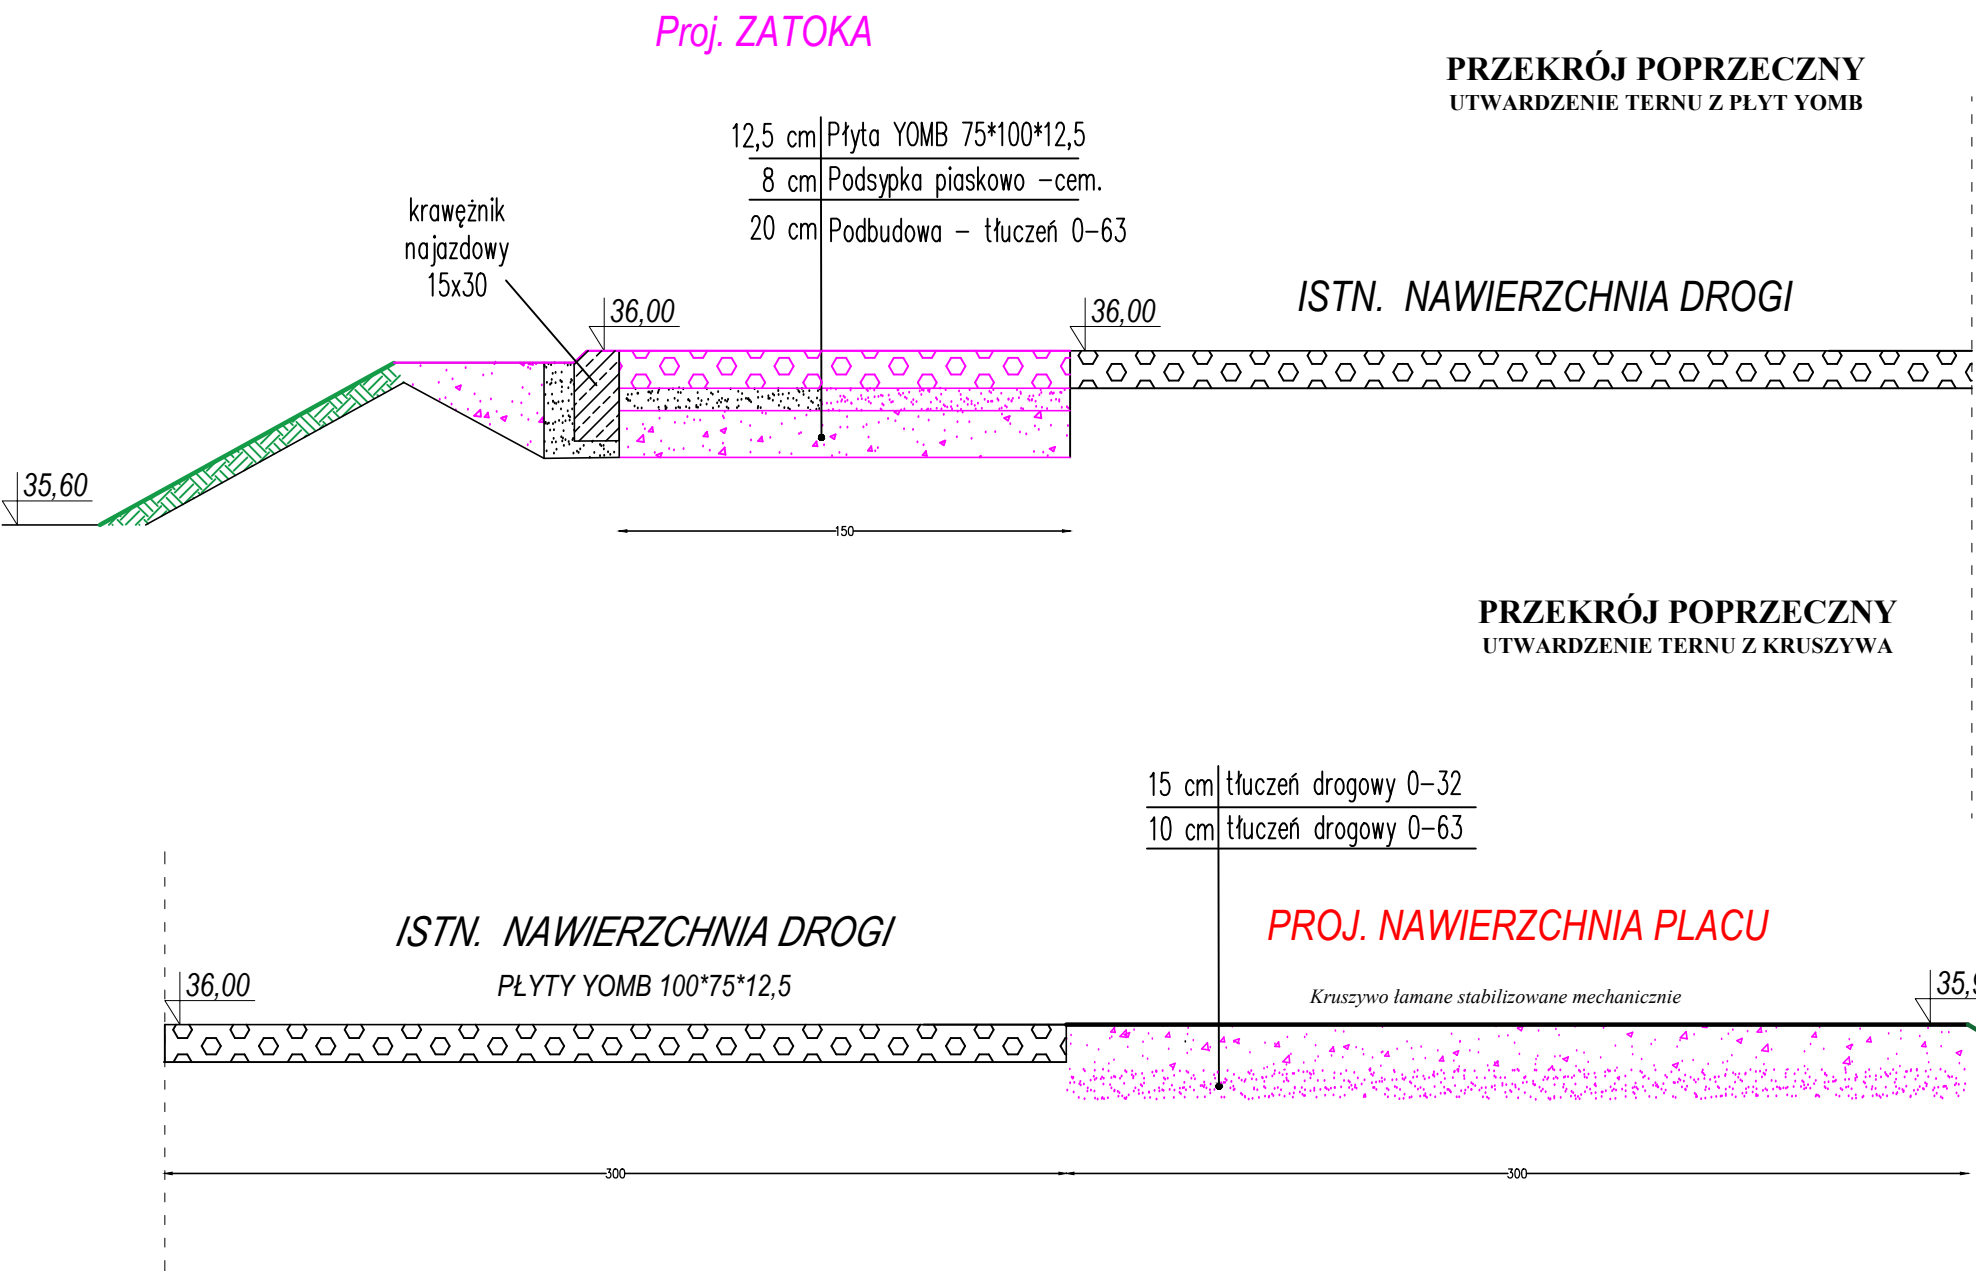 Proj. ZATOKA
PRZEKRÓJ POPRZECZNY
UTWARDZENIE TERNU Z PŁYT YOMB
12,5 cm Płyta YOMB 75*100*12,5
8 cm Podsypka piaskowo -cem.
20 cm Podbudowa - tłuczeń 0-63
krawężnik
najazdowy
15x30
36,00
36,00
ISTN. NAWIERZCHNIA DROGI
35,60
150
PRZEKRÓJ POPRZECZNY
UTWARDZENIE TERNU Z KRUSZYWA
15 cm tłuczeń drogowy 0-32
10 cm tłuczeń drogowy 0-63
ISTN. NAWIERZCHNIA DROGI
PROJ. NAWIERZCHNIA PLACU
PŁYTY YOMB 100*75*12,5
Kruszywo łamane stabilizowane mechanicznie
36,00
300
300